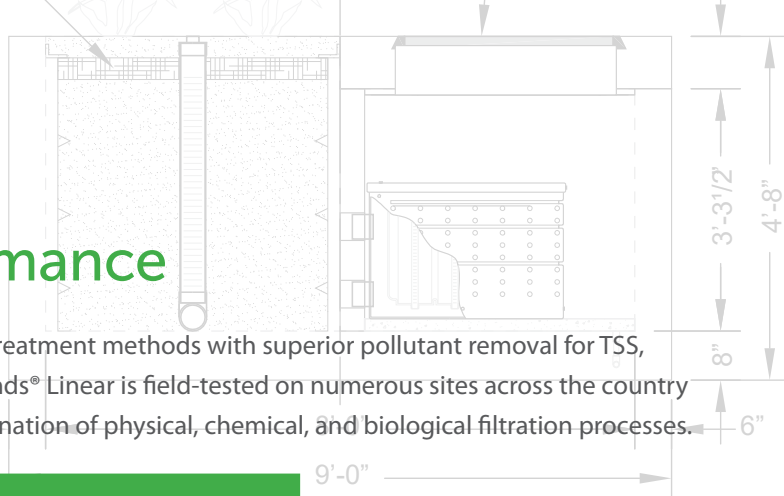 3'-3½"
4'-8"
mance
reatment methods with superior pollutant removal for TSS,
8"
nds® Linear is field-tested on numerous sites across the country
nation of physical, chemical, and biological filtration processes.
6"
9'-0"